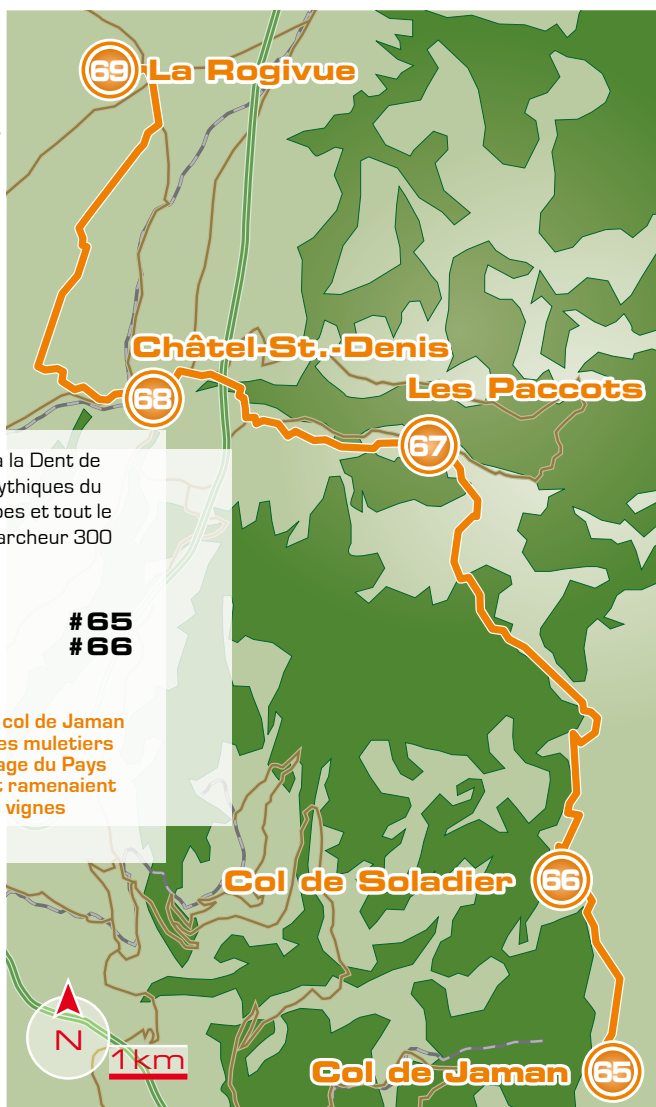 69 La Rogivue
Châtel-St.-Denis
68
Les Paccots
67
à la Dent de
ythiques du
pes et tout le
archeur 300
#65
#66
col de Jaman
es muletiers
age du Pays
t ramenaient
vignes
Col de Soladier 66
N
1km
Col de Jaman 65